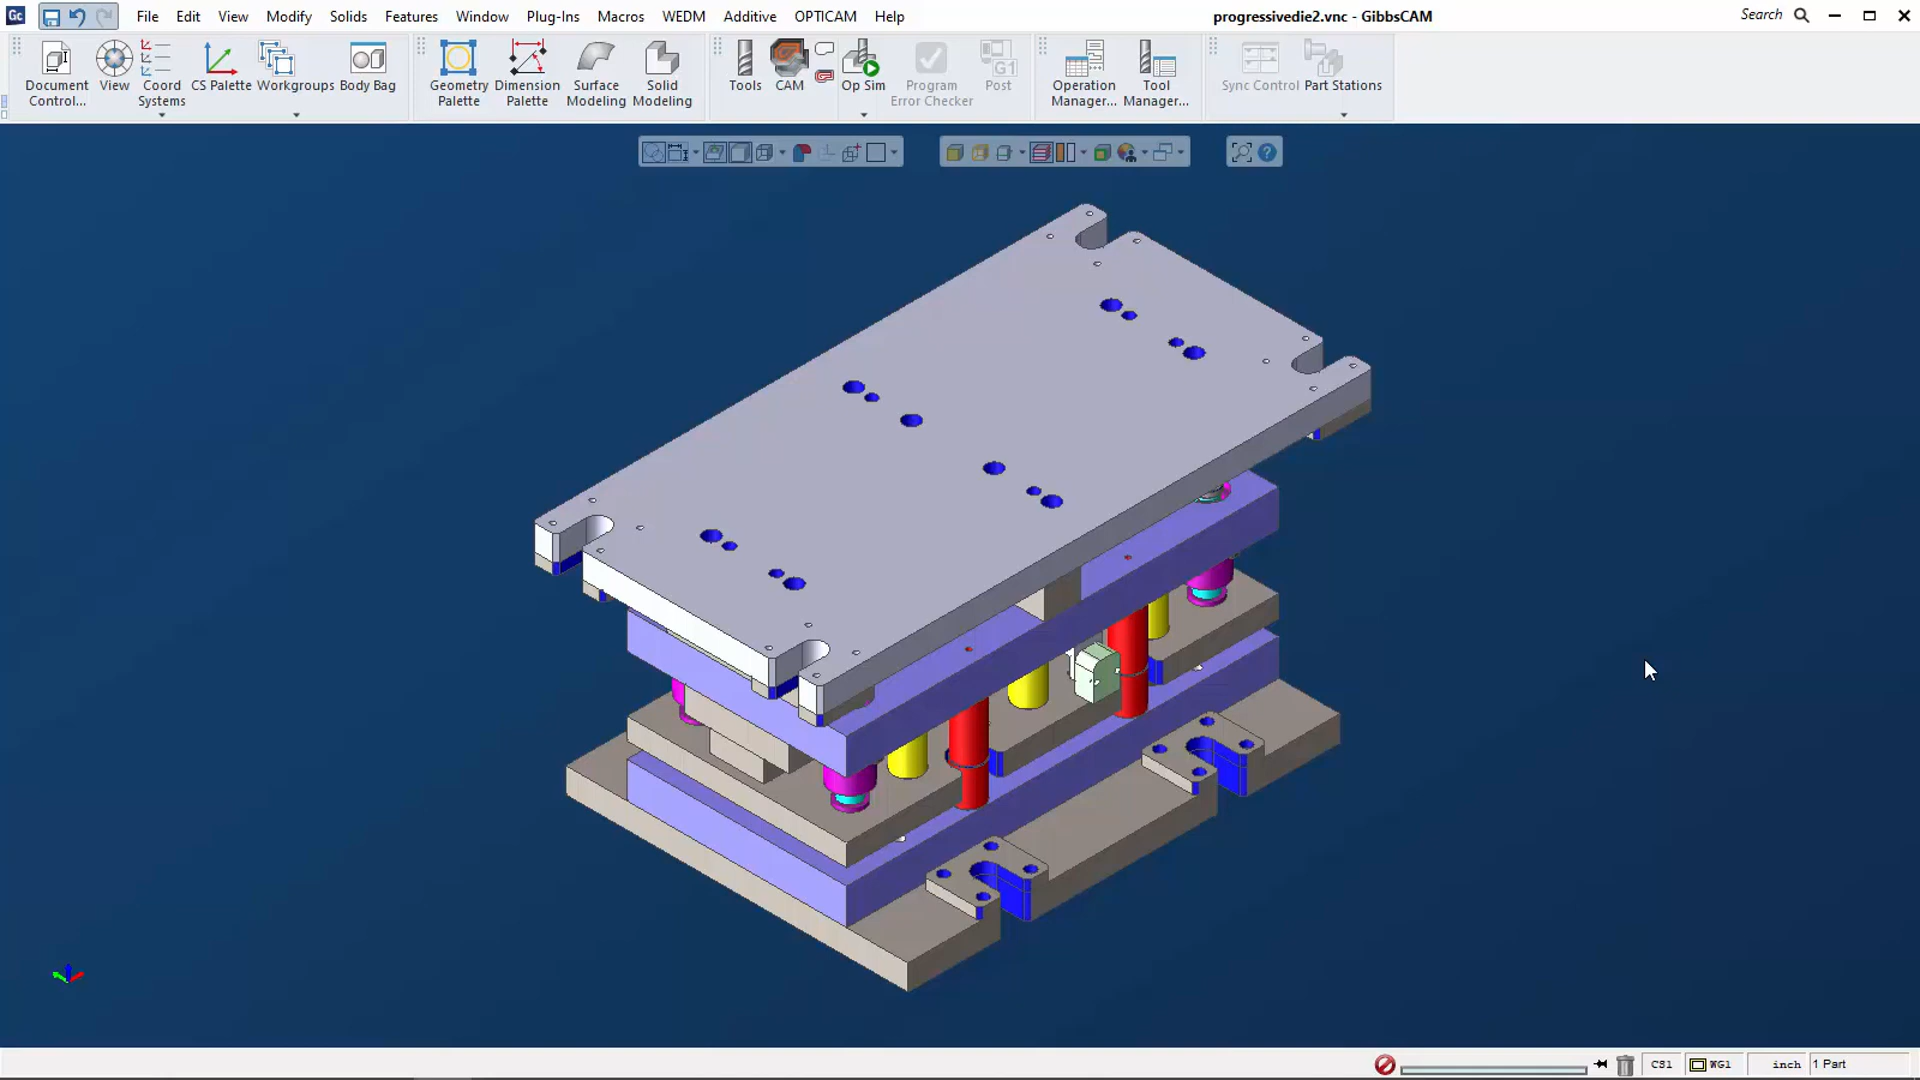 Gc
File Edit View Modify Solids Features Window Plug-Ins Macros WEDM Additive OPTICAM Help
progressivedie2.vnc - GibbsCAM
Search
Document Control...
View
Coord Systems
CS Palette
Workgroups
Body Bag
Geometry Palette
Dimension Palette
Surface Modeling
Solid Modeling
Tools
CAM
Op Sim
Program Error Checker
G1
Post
Operation Manager...
Tool Manager...
Sync Control
Part Stations
?
CS1
WG1
inch
1 Part